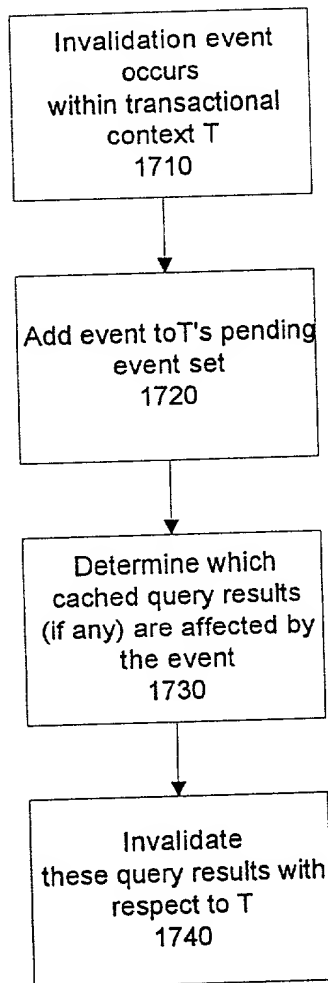 Invalidation event
occurs
within transactional
context T
1710
Add event toT's pending
event set
1720
Determine which
cached query results
(if any) are affected by
the event
1730
Invalidate
these query results with
respect to T
1740